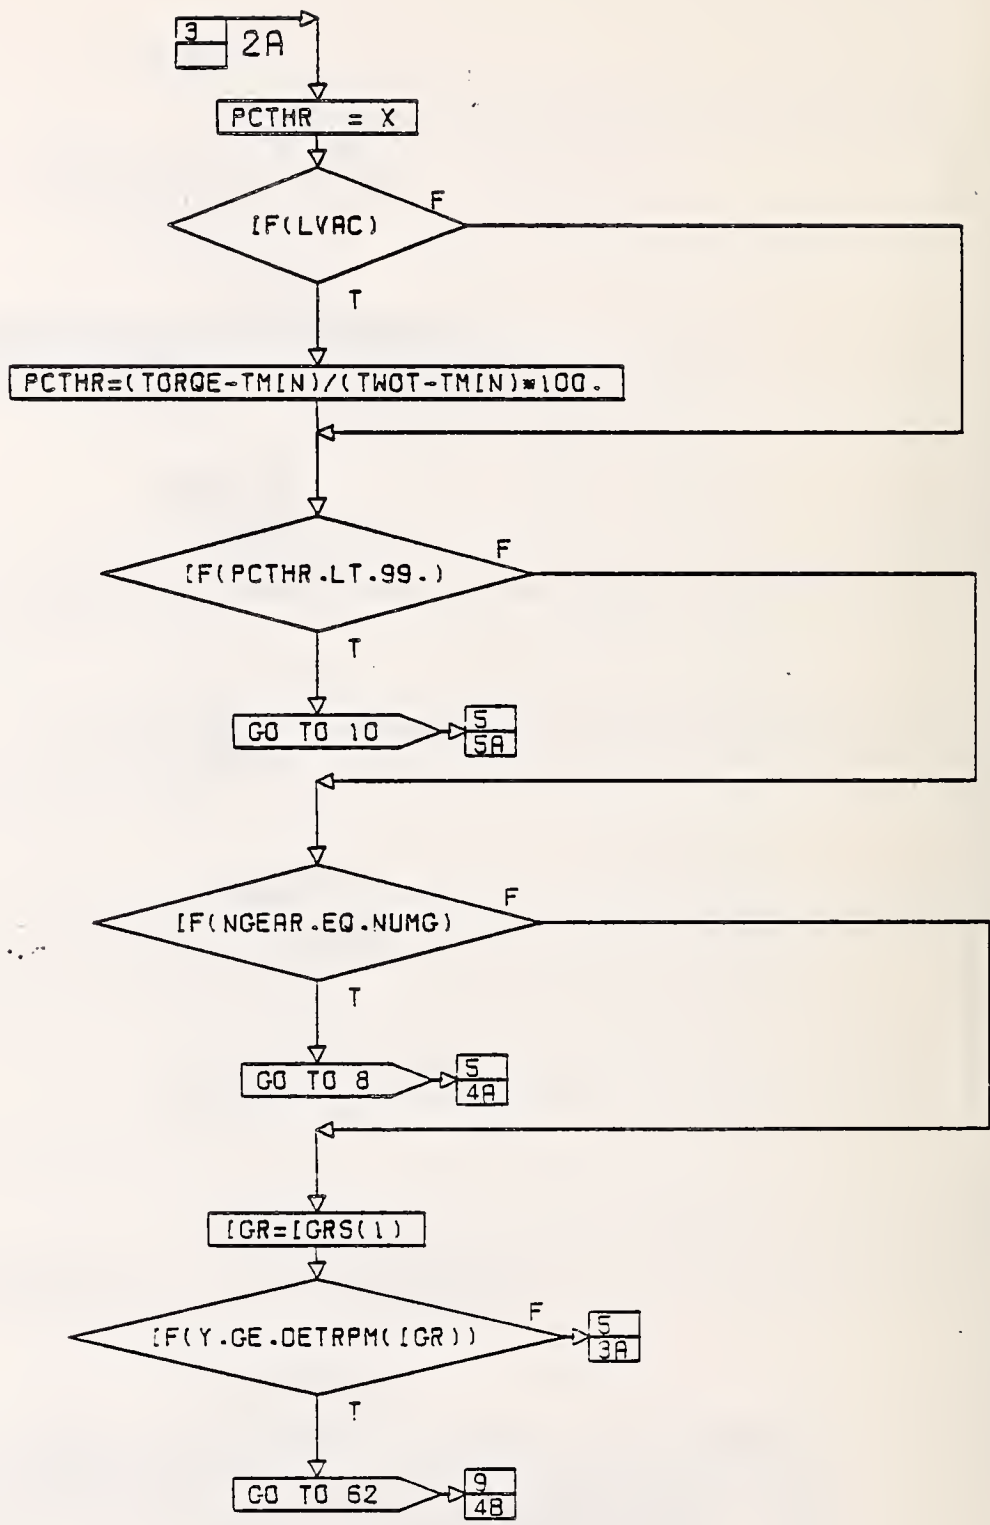 3
2A
PCTHR = X
IF(LVAC)
F
T
PCTHR=(TORQE-TMIN)/(TWOT-TMIN)*100.
IF(PCTHR.LT.99.)
F
T
GO TO 10
5
5A
IF(NGEAR.EQ.NUMG)
F
T
GO TO 8
5
4A
IGR=IGRS(1)
IF(Y.GE.DETRPM(IGR))
F
5
3A
T
GO TO 62
9
4B